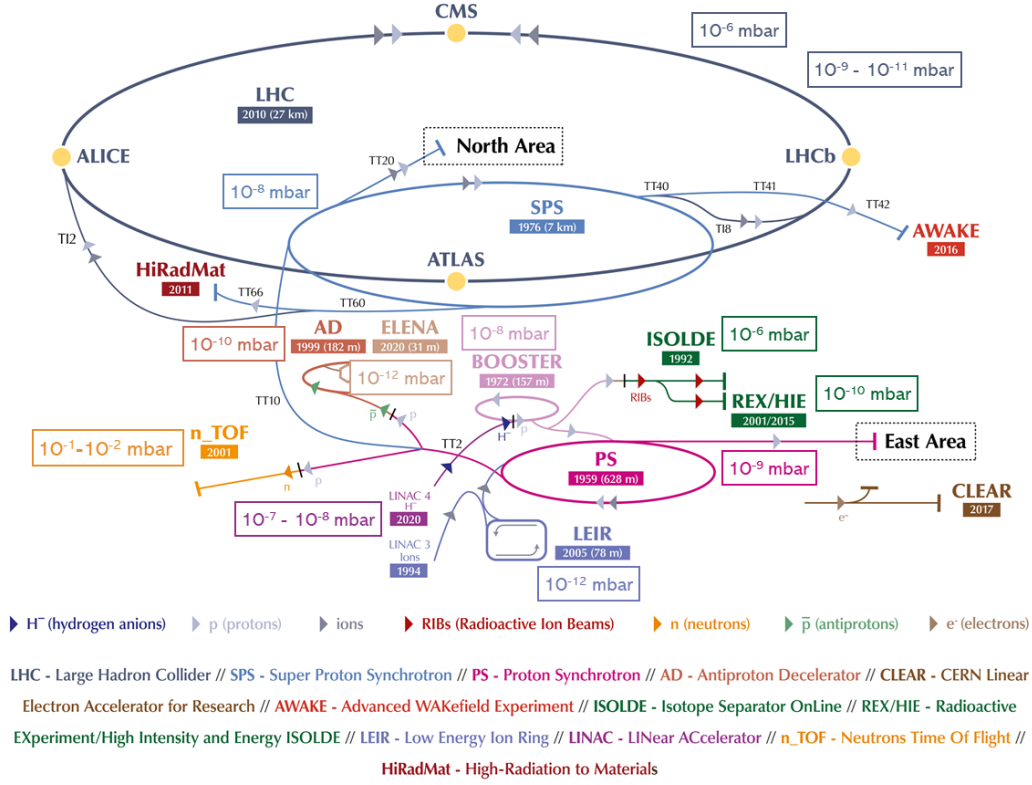 CMS
10⁻⁶ mbar
10⁻⁹ - 10⁻¹¹ mbar
LHC
2010 (27 km)
ALICE
TT20
North Area
LHCb
10⁻⁸ mbar
TT40
TT41
TT42
SPS
1976 (7 km)
TI8
AWAKE
2016
TI2
ATLAS
HiRadMat
2011
TT66
TT60
10⁻¹⁰ mbar
AD
1999 (182 m)
ELENA
2020 (31 m)
10⁻¹² mbar
10⁻⁸ mbar
BOOSTER
1972 (157 m)
ISOLDE
1992
10⁻⁶ mbar
RIBs
REX/HIE
2001/2015
10⁻¹⁰ mbar
TT10
p̅
p
H⁻
p
10⁻¹-10⁻² mbar
n_TOF
2001
TT2
East Area
n
p
PS
1959 (628 m)
10⁻⁹ mbar
LINAC 4
H⁻
2020
10⁻⁷ - 10⁻⁸ mbar
CLEAR
2017
e⁻
LINAC 3
Ions
1994
LEIR
2005 (78 m)
10⁻¹² mbar
H⁻ (hydrogen anions) p (protons) ions RIBs (Radioactive Ion Beams) n (neutrons) p̅ (antiprotons) e⁻ (electrons)
LHC - Large Hadron Collider // SPS - Super Proton Synchrotron // PS - Proton Synchrotron // AD - Antiproton Decelerator // CLEAR - CERN Linear
Electron Accelerator for Research // AWAKE - Advanced WAKefield Experiment // ISOLDE - Isotope Separator OnLine // REX/HIE - Radioactive
EXperiment/High Intensity and Energy ISOLDE // LEIR - Low Energy Ion Ring // LINAC - LINear ACcelerator // n_TOF - Neutrons Time Of Flight //
HiRadMat - High-Radiation to Materials